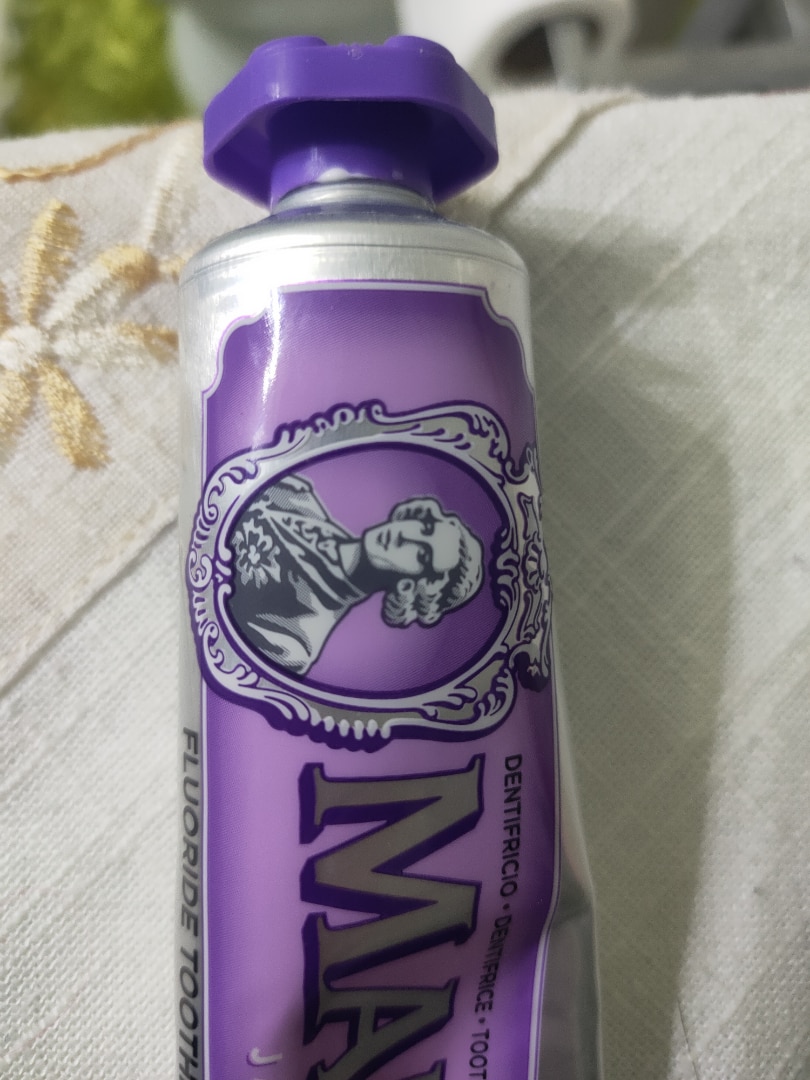 DENTIFRICIO • DENTIFRICE • TOOT
MA
J
FLUORIDE TOOTH